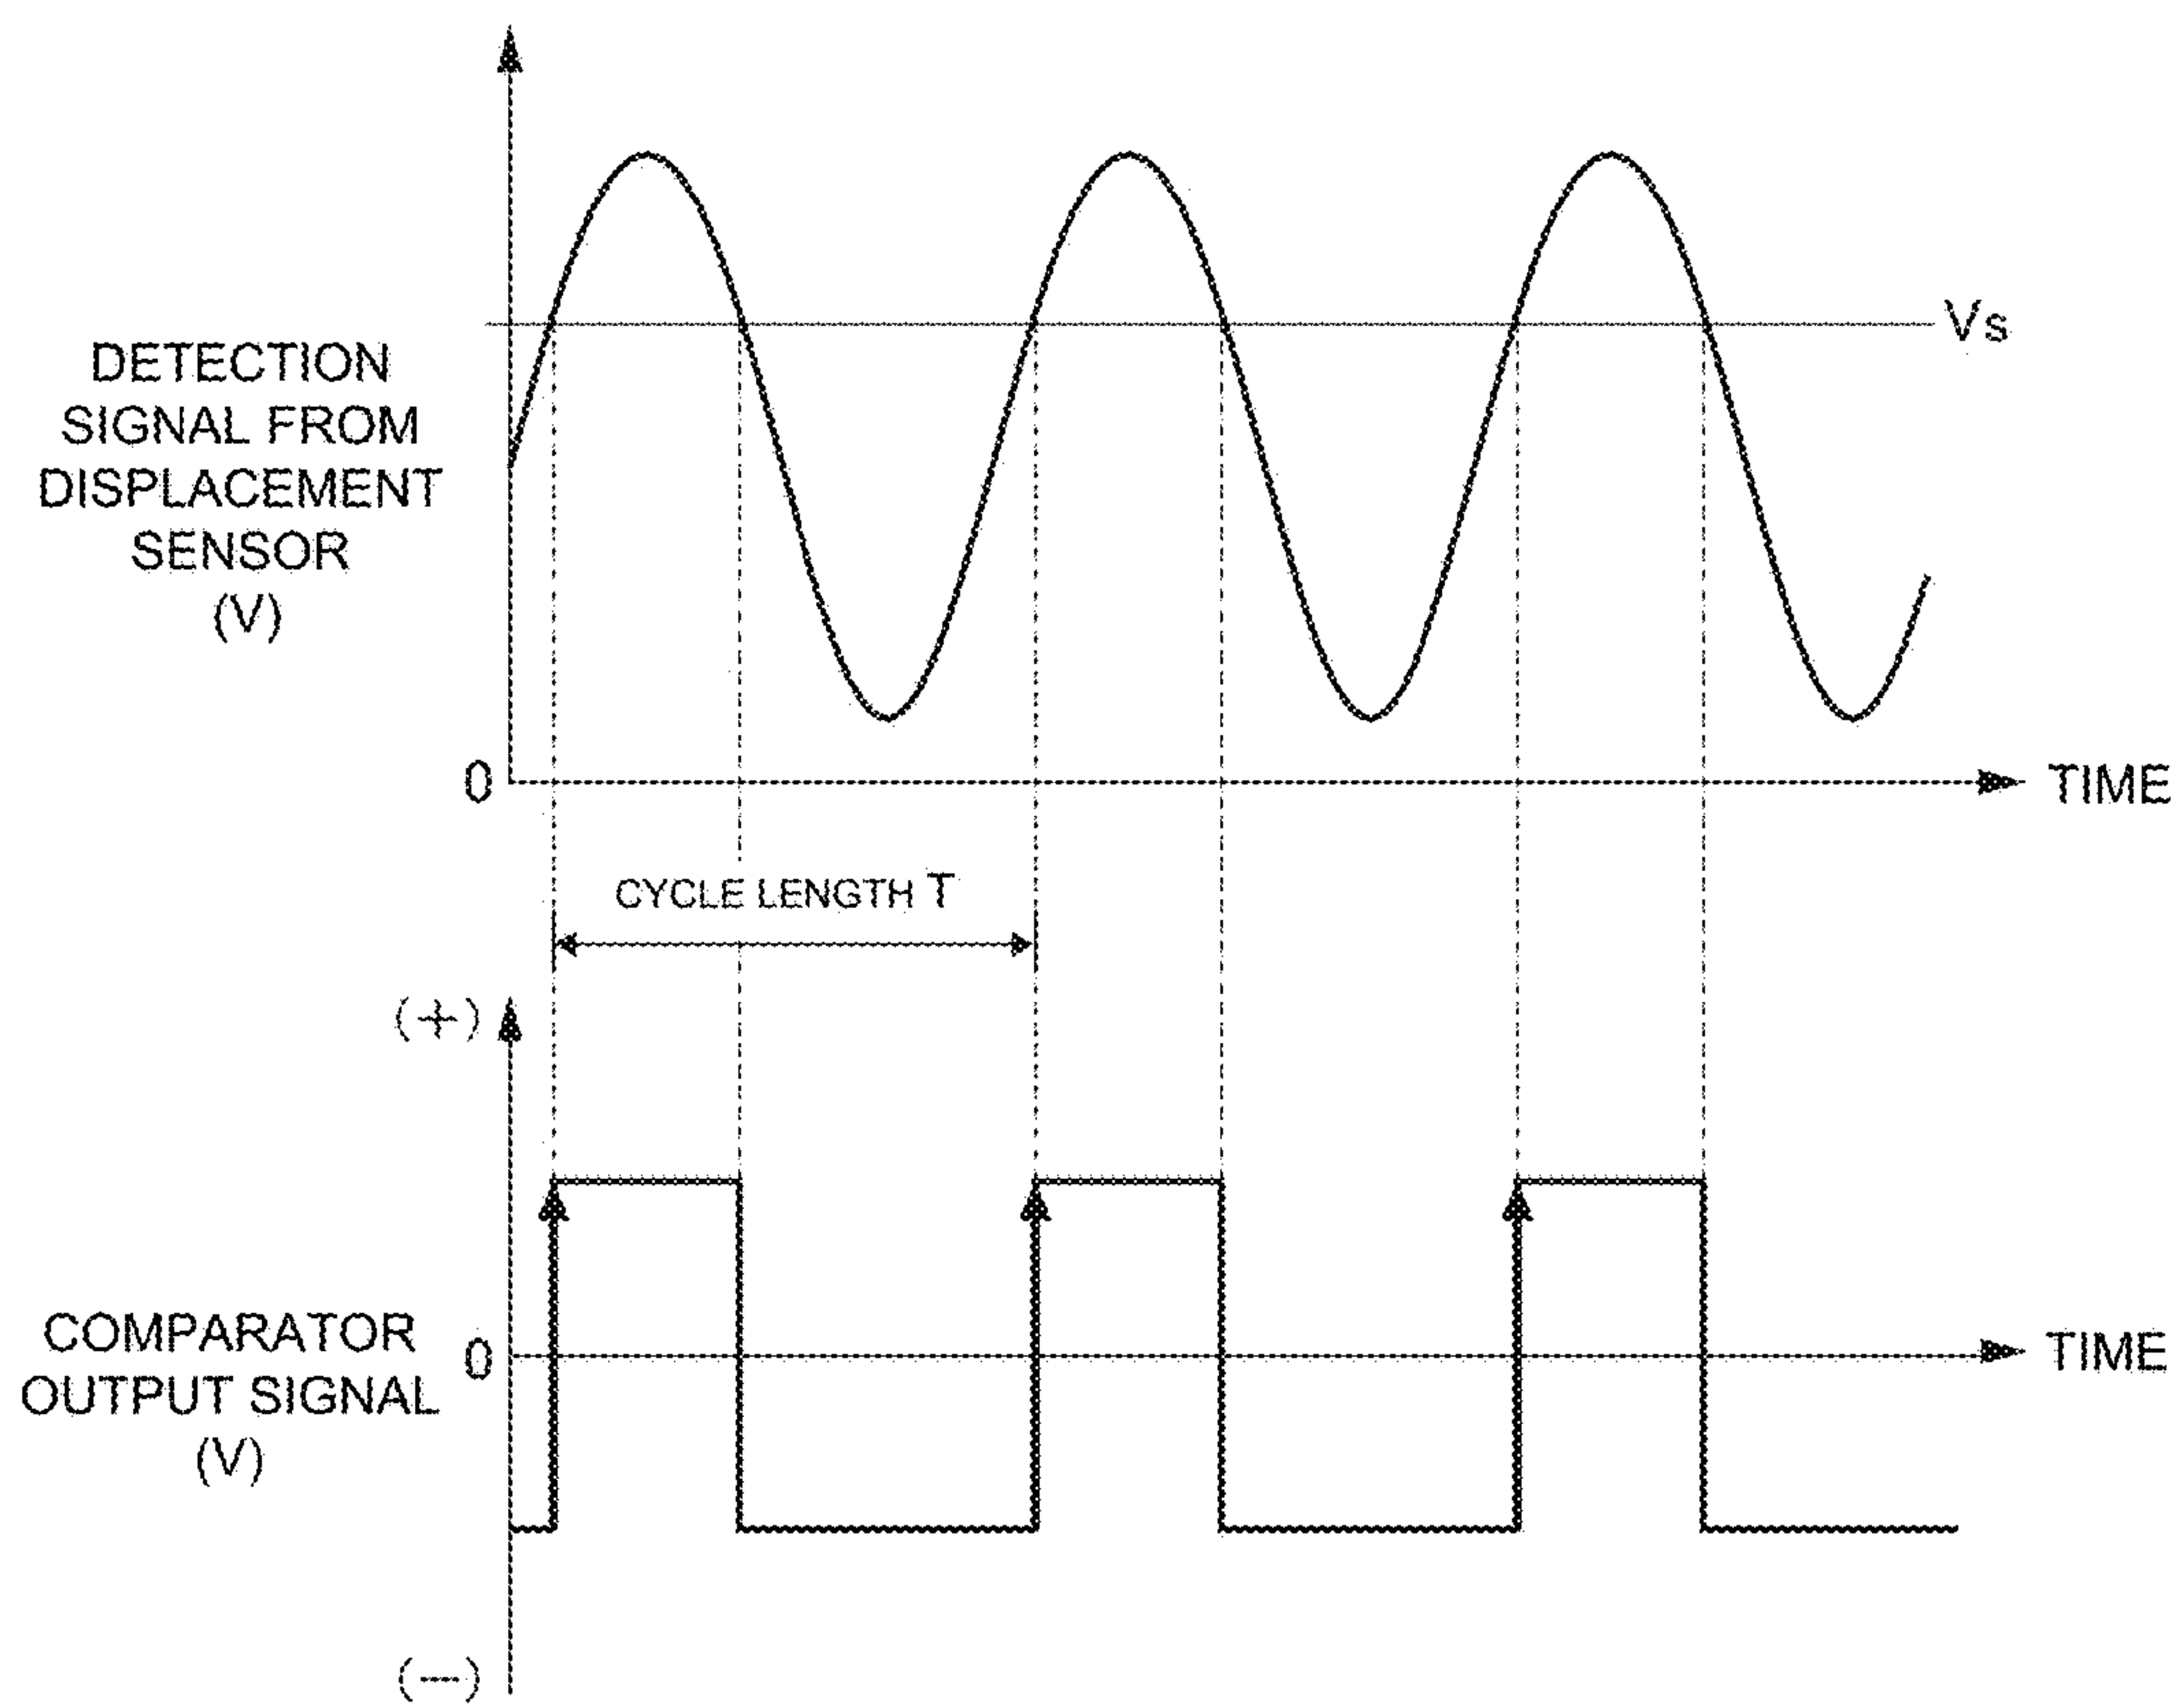 DETECTION
SIGNAL FROM
DISPLACEMENT
SENSOR
(V)
Vs
0
TIME
CYCLE LENGTH T
(+)
COMPARATOR
OUTPUT SIGNAL
(V)
0
TIME
(—)